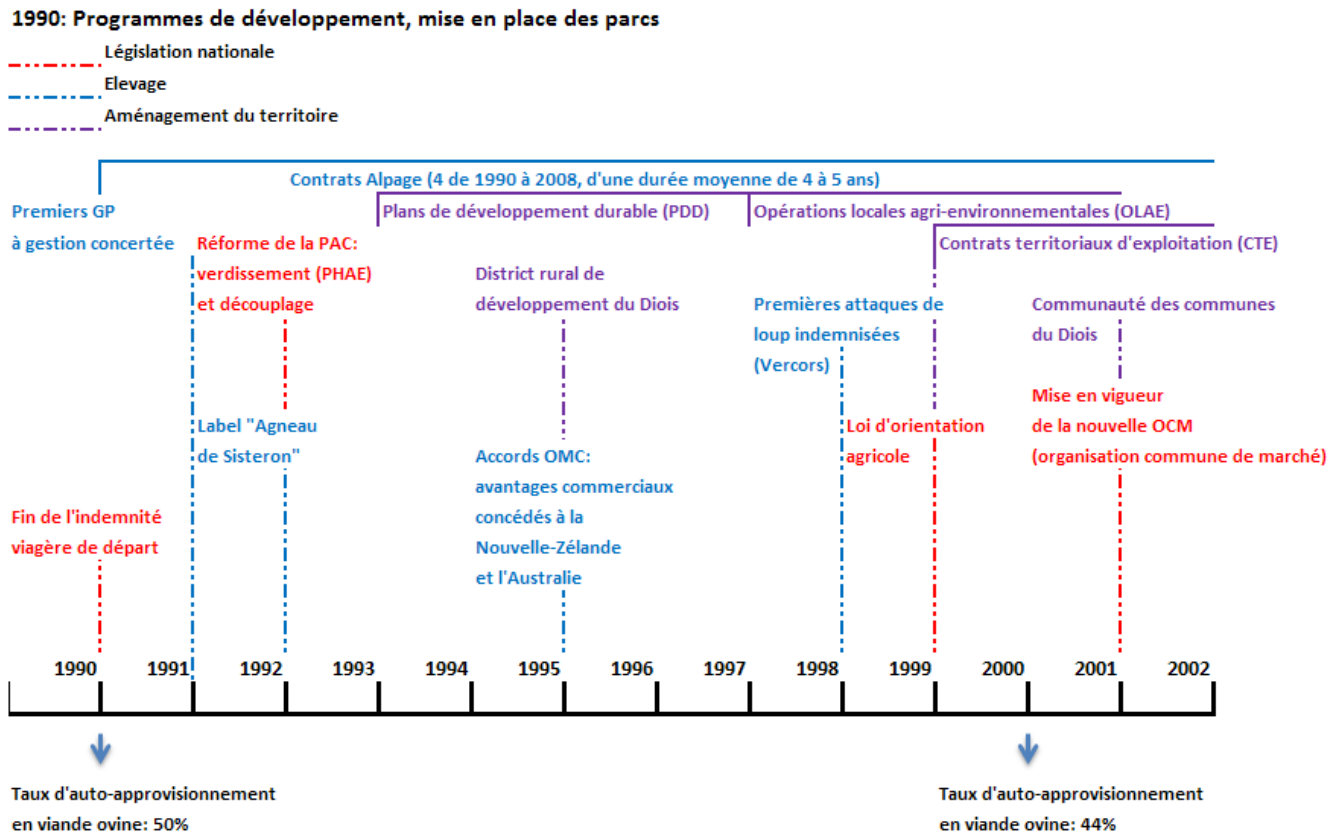 1990: Programmes de développement, mise en place des parcs
Législation nationale
Elevage
Aménagement du territoire
Contrats Alpage (4 de 1990 à 2008, d'une durée moyenne de 4 à 5 ans)
Premiers GP
à gestion concertée
Plans de développement durable (PDD)
Opérations locales agri-environnementales (OLAE)
Contrats territoriaux d'exploitation (CTE)
Réforme de la PAC:
verdissement (PHAE)
et découplage
District rural de
développement du Diois
Premières attaques de
loup indemnisées
(Vercors)
Communauté des communes
du Diois
Label "Agneau
de Sisteron"
Accords OMC:
avantages commerciaux
concédés à la
Nouvelle-Zélande
et l'Australie
Loi d'orientation
agricole
Mise en vigueur
de la nouvelle OCM
(organisation commune de marché)
Fin de l'indemnité
viagère de départ
1990 1991 1992 1993 1994 1995 1996 1997 1998 1999 2000 2001 2002
Taux d'auto-approvisionnement
en viande ovine: 50%
Taux d'auto-approvisionnement
en viande ovine: 44%